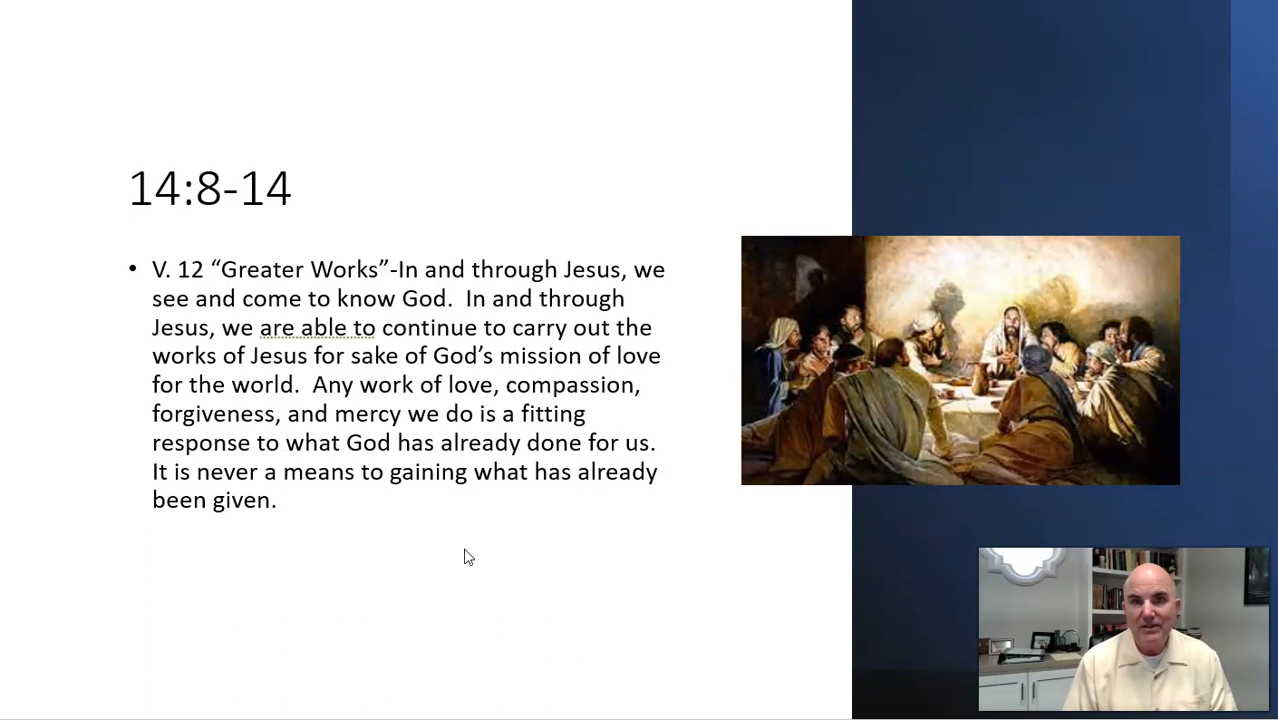 14:8-14
• V. 12 “Greater Works”-In and through Jesus, we
see and come to know God.  In and through
Jesus, we are able to continue to carry out the
works of Jesus for sake of God’s mission of love
for the world.  Any work of love, compassion,
forgiveness, and mercy we do is a fitting
response to what God has already done for us.
It is never a means to gaining what has already
been given.